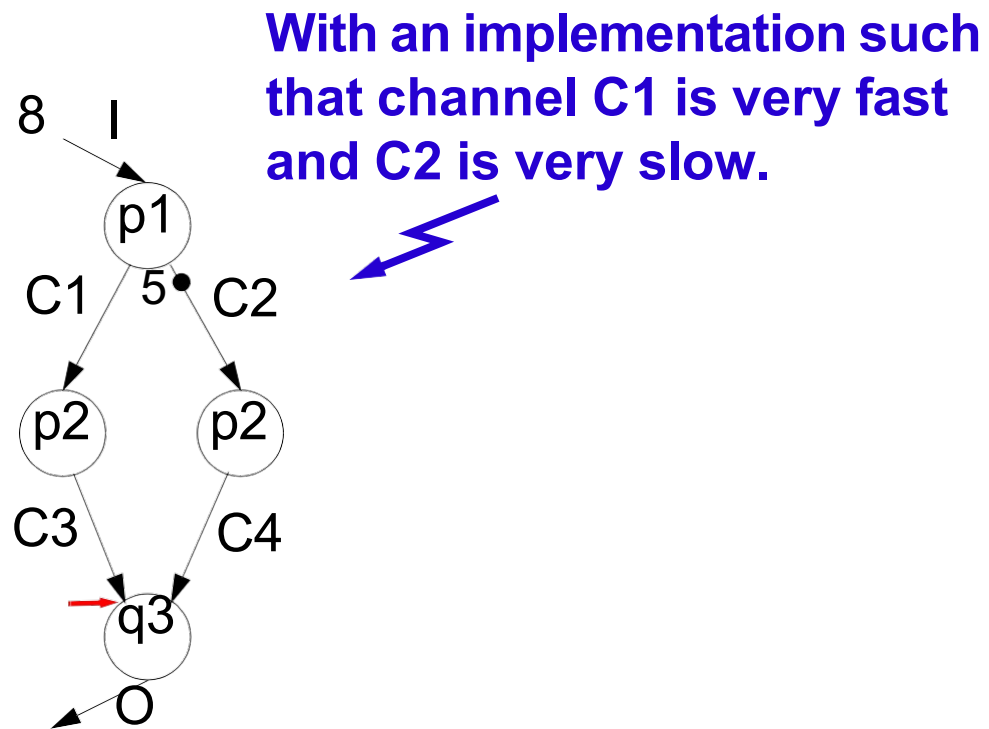 With an implementation such
that channel C1 is very fast
and C2 is very slow.
8 I
p1
C1 5 C2
p2 p2
C3 C4
q3
O